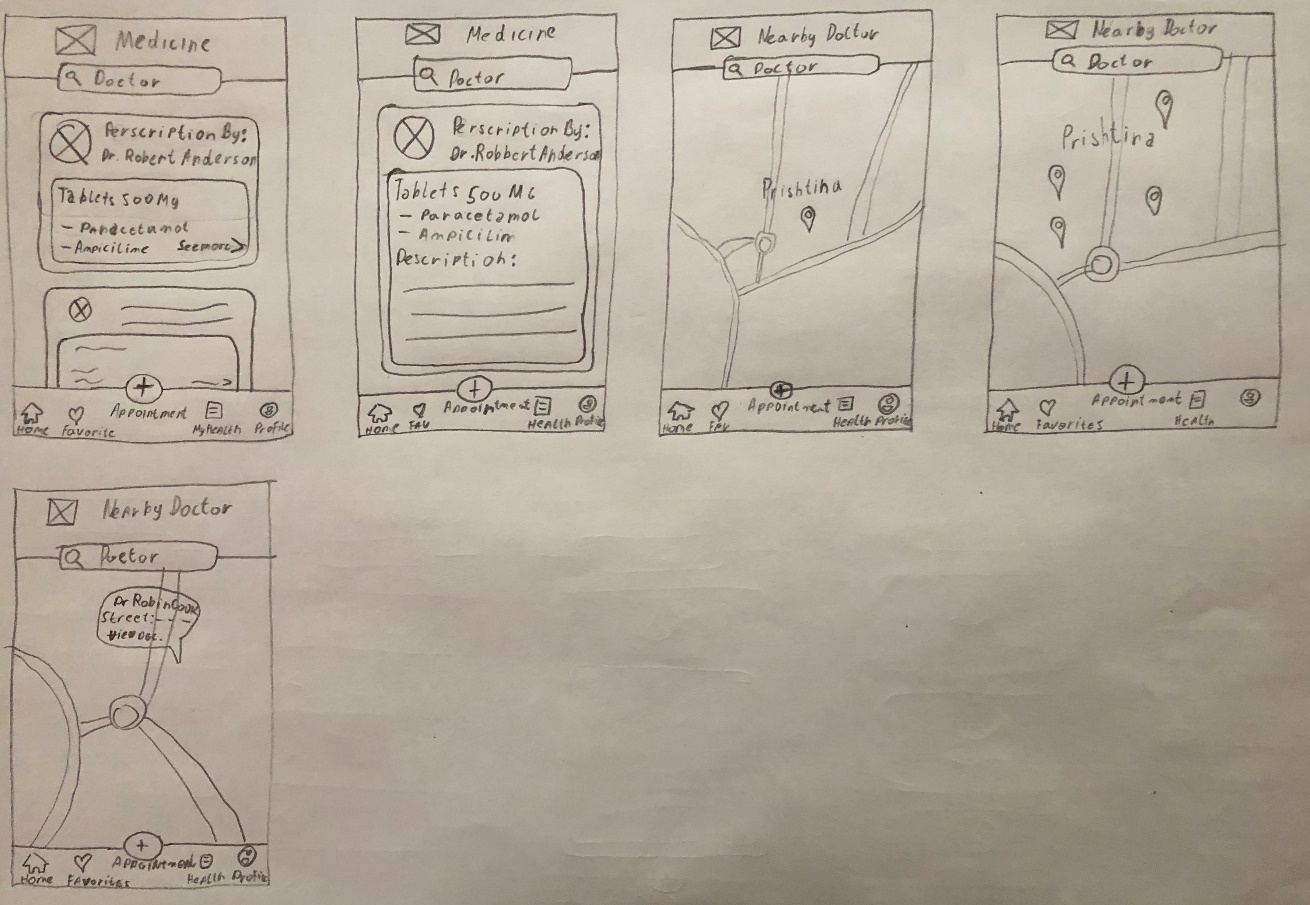 Medicine
Doctor
Perscription By:
Dr. Robert Anderson
Tablets 500Mg
- Paracetamol
- Ampicilime Seemore>
Home Favorite Appointment MyHealth Profile
Medicine
Doctor
Perscription By:
Dr.Robbert Anderson
Tablets 500 MG
- Paracetamol
- Ampicilin
Description:
Home FAV Appointment Health Profile
Nearby Doctor
Doctor
Prishtina
Home FAV Appointment Health Profile
Nearby Doctor
Doctor
Prishtina
Home Favorites Appointment Health
Nearby Doctor
Doctor
Dr Robin Cook
Street:- - -
View Doc.
Home FAvorites Appointment Health Profile